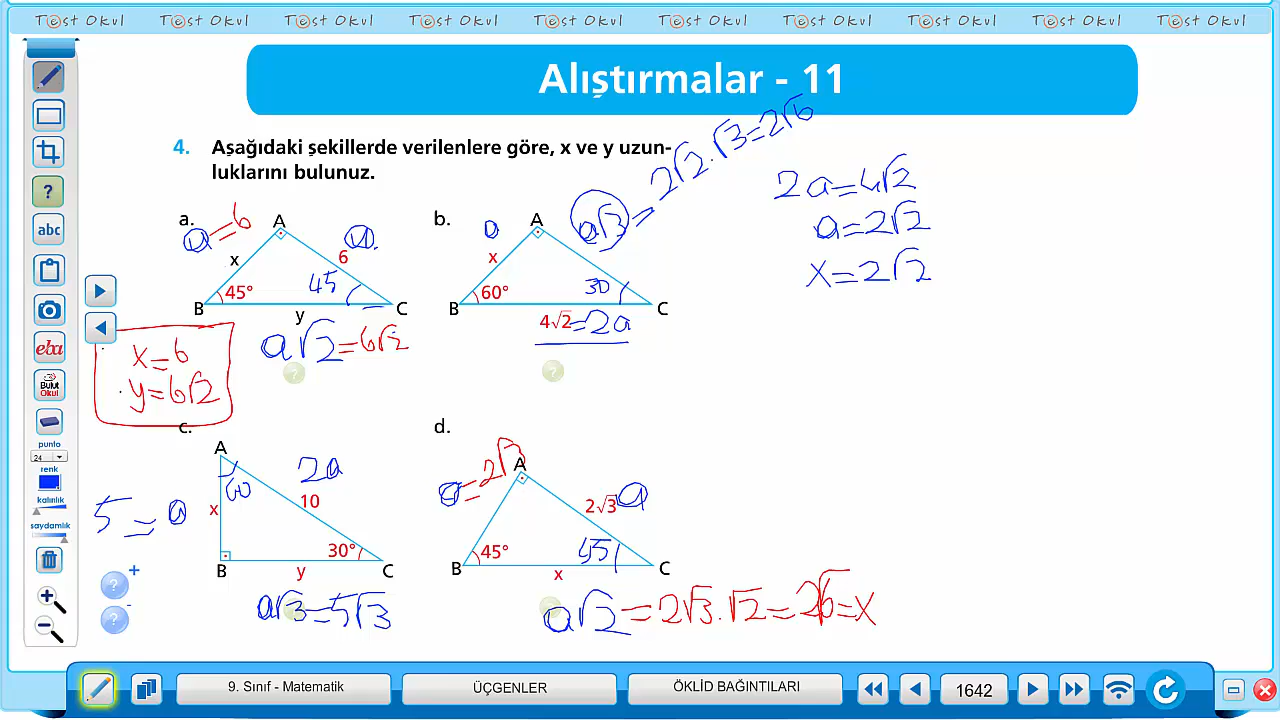 Test Okul Test Okul Test Okul Test Okul Test Okul Test Okul Test Okul Test Okul Test Okul Test Okul
Alıştırmalar - 11
4. Aşağıdaki şekillerde verilenlere göre, x ve y uzun-
luklarını bulunuz.
a.
a=6
A
a
x
6
45°
45
B
C
y
a√2=6√2
x=6
y=6√2
b.
a
A
a√3 = 2√2.√3=2√6
x
60°
30
B
C
4√2=2a
2a=4√2
a=2√2
x=2√2
c.
A
60
2a
10
x
5=a
30°
B
C
y
a√3=5√3
d.
A
2√3 a
45°
45
B
C
x
a√2=2√3.√2=2√6=x
?
abc
eba
Bulut Okul
punto
24
renk
kalınlık
saydamlık
? +
? -
9. Sınıf - Matematik
ÜÇGENLER
ÖKLİD BAĞINTILARI
1642